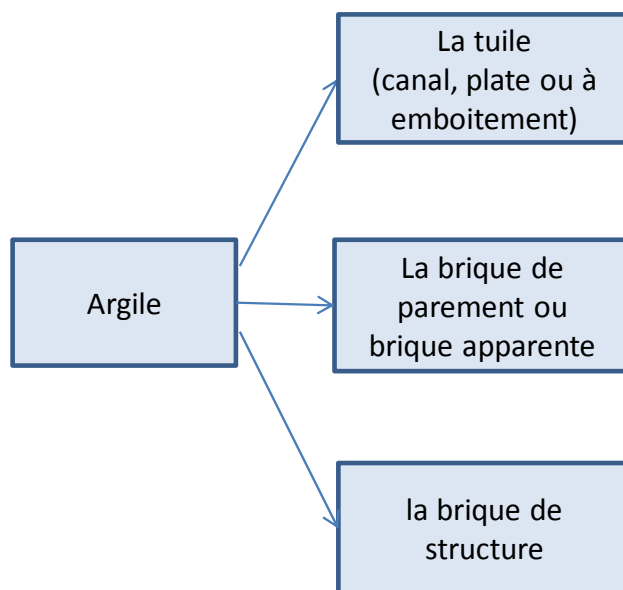 La tuile
(canal, plate ou à
emboitement)
Argile
La brique de
parement ou
brique apparente
la brique de
structure